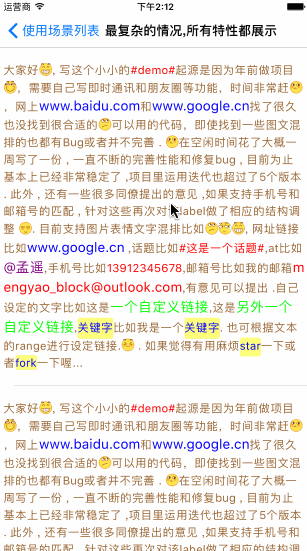 运营商 下午2:12
使用场景列表 最复杂的情况,所有特性都展示
大家好😁, 写这个小小的#demo#起源是因为年前做项目
😊，需要自己写即时通讯和朋友圈等功能，时间非常赶😬
，网上www.baidu.com和www.google.cn找了很久
也没找到很合适的🤔可以用的代码，即使找到一些图文混
排的也都有Bug或者并不完善 . 😬在空闲时间花了大概一
周写了一份 , 一直不断的完善性能和修复bug , 目前为止
基本上已经非常稳定了 ,项目里运用迭代也超过了5个版本
. 此外 , 还有一些很多同僚提出的意见 ,如果支持手机号和
邮箱号的匹配 , 针对这些再次对该label做了相应的结构调
整 😌. 目前支持图片表情文字混排比如🤔😇😁, 网址链接
比如www.google.cn ,话题比如#这是一个话题#,at比如
@孟遥,手机号比如13912345678,邮箱号比如我的邮箱m
engyao_block@outlook.com,有意见可以提出 .自己
设定的文字比如这是一个自定义链接,这是另外一个
自定义链接,关键字比如我是一个关键字. 也可根据文本
的range进行设定链接.😁 . 如果觉得有用麻烦star一下或
者fork一下喔...
大家好😁, 写这个小小的#demo#起源是因为年前做项目
😊，需要自己写即时通讯和朋友圈等功能，时间非常赶😬
，网上www.baidu.com和www.google.cn找了很久
也没找到很合适的🤔可以用的代码，即使找到一些图文混
排的也都有Bug或者并不完善 . 😬在空闲时间花了大概一
周写了一份 , 一直不断的完善性能和修复bug , 目前为止
基本上已经非常稳定了 ,项目里运用迭代也超过了5个版本
. 此外 , 还有一些很多同僚提出的意见 ,如果支持手机号和
邮箱号的匹配 , 针对这些再次对该label做了相应的结构调